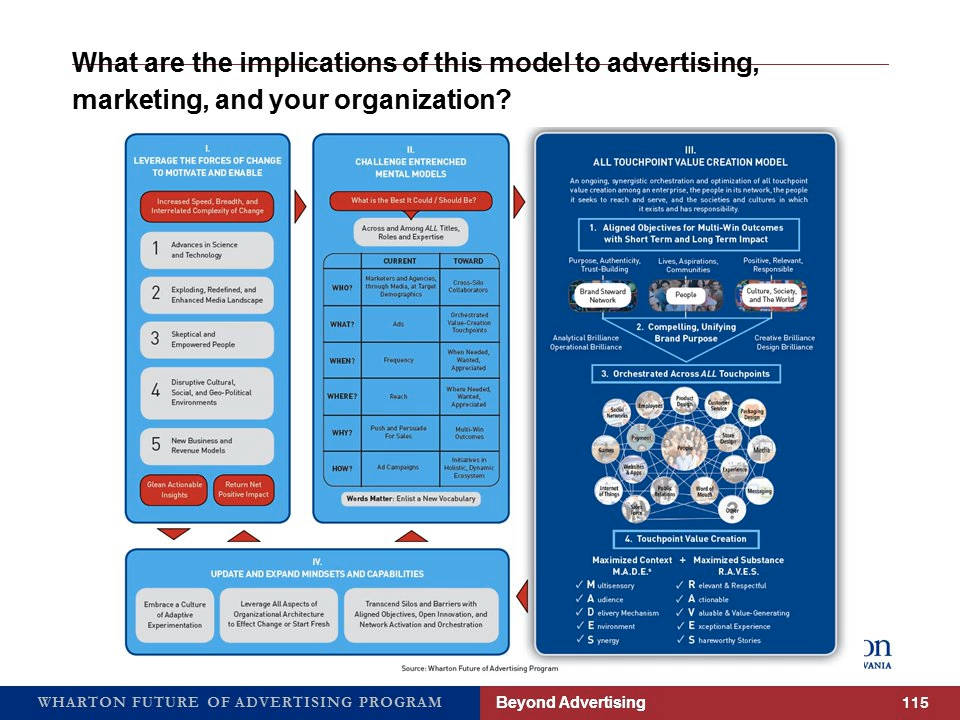 What are the implications of this model to advertising,
marketing, and your organization?
I.
LEVERAGE THE FORCES OF CHANGE
TO MOTIVATE AND ENABLE
Increased Speed, Breadth, and
Interrelated Complexity of Change
1 Advances in Science
and Technology
2 Exploding, Redefined, and
Enhanced Media Landscape
3 Skeptical and
Empowered People
4 Disruptive Cultural,
Social, and Geo-Political
Environments
5 New Business and
Revenue Models
Glean Actionable
Insights
Return Net
Positive Impact
II.
CHALLENGE ENTRENCHED
MENTAL MODELS
What is the Best It Could / Should Be?
Across and Among ALL Titles,
Roles and Expertise
CURRENT TOWARD
WHO?
Marketers and Agencies,
through Media, at Target
Demographics
Cross-Silo
Collaborators
WHAT?
Ads
Orchestrated
Value-Creation
Touchpoints
WHEN?
Frequency
When Needed,
Wanted,
Appreciated
WHERE?
Reach
Where Needed,
Wanted,
Appreciated
WHY?
Push and Persuade
For Sales
Multi-Win
Outcomes
HOW?
Ad Campaigns
Initiatives in
Holistic, Dynamic
Ecosystem
Words Matter: Enlist a New Vocabulary
III.
ALL TOUCHPOINT VALUE CREATION MODEL
An ongoing, synergistic orchestration and optimization of all touchpoint
value creation among an enterprise, the people in its network, the people
it seeks to reach and serve, and the societies and cultures in which
it exists and has responsibility.
1. Aligned Objectives for Multi-Win Outcomes
with Short Term and Long Term Impact
Purpose, Authenticity,
Trust-Building
Lives, Aspirations,
Communities
Positive, Relevant,
Responsible
Brand Steward
Network
People
Culture, Society,
and The World
2. Compelling, Unifying
Brand Purpose
Analytical Brilliance
Operational Brilliance
Creative Brilliance
Design Brilliance
3. Orchestrated Across ALL Touchpoints
Social
Networks
Employees
Product
Design
Customer
Service
Packaging
Design
Games
Payment
People
Store
Design
Media
Websites
& Apps
Experience
Internet
of Things
Public
Relations
Word of
Mouth
Messaging
Sales
Force
?
Other
4. Touchpoint Value Creation
Maximized Context + Maximized Substance
M.A.D.E.s R.A.V.E.S.
✓ Multisensory ✓ Relevant & Respectful
✓ Audience ✓ Actionable
✓ Delivery Mechanism ✓ Valuable & Value-Generating
✓ Environment ✓ Exceptional Experience
✓ Synergy ✓ Shareworthy Stories
IV.
UPDATE AND EXPAND MINDSETS AND CAPABILITIES
Embrace a Culture
of Adaptive
Experimentation
Leverage All Aspects of
Organizational Architecture
to Effect Change or Start Fresh
Transcend Silos and Barriers with
Aligned Objectives, Open Innovation, and
Network Activation and Orchestration
Source: Wharton Future of Advertising Program
on
VANIA
WHARTON FUTURE OF ADVERTISING PROGRAM
Beyond Advertising
115